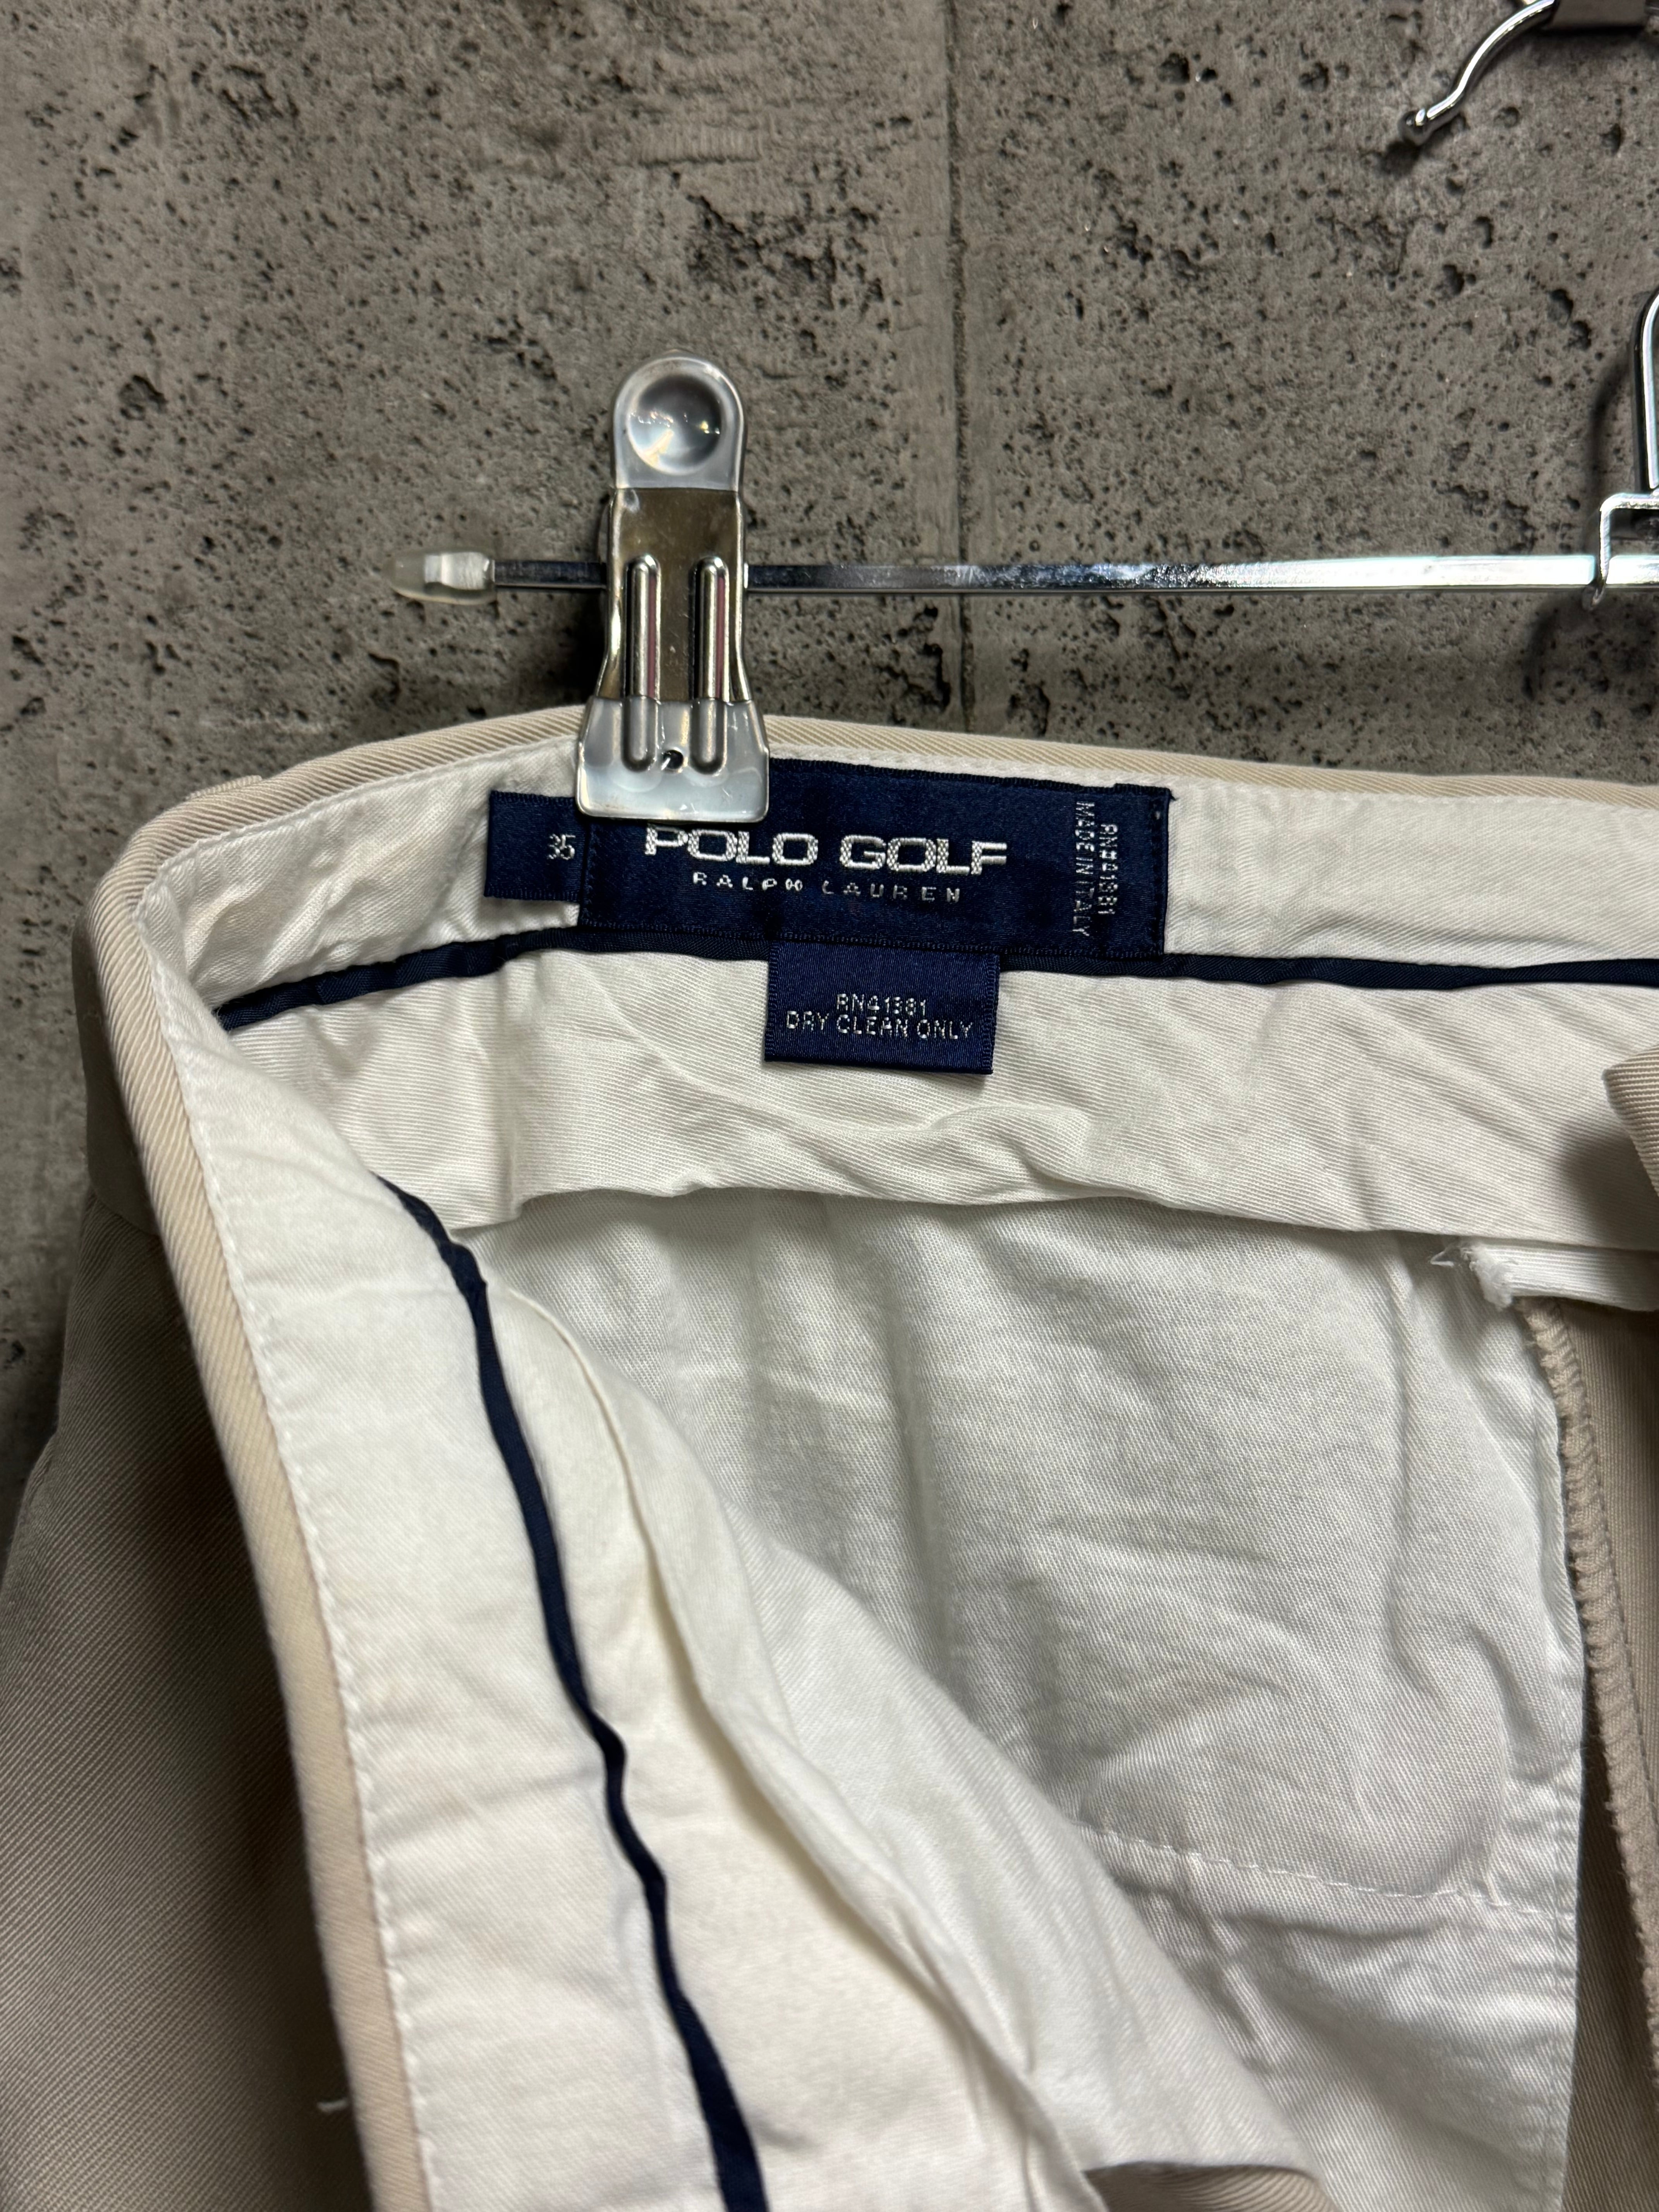 35
POLO GOLF
RALPH LAUREN
RN#41381
MADE IN ITALY
RN41381
DRY CLEAN ONLY